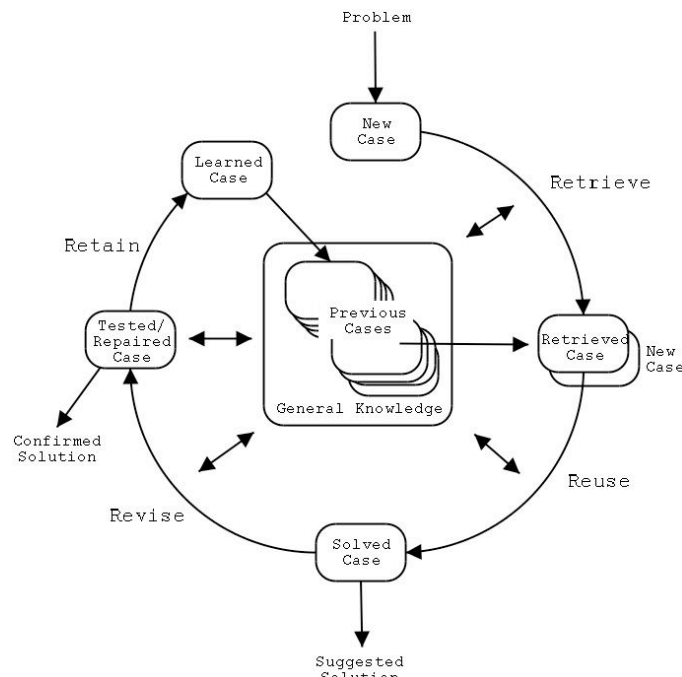 Problem
New
Case
Learned
Case
Retrieve
Retain
Previous
Cases
Tested/
Repaired
Case
Retrieved
Case
New
Case
General Knowledge
Confirmed
Solution
Reuse
Revise
Solved
Case
Suggested
Solution